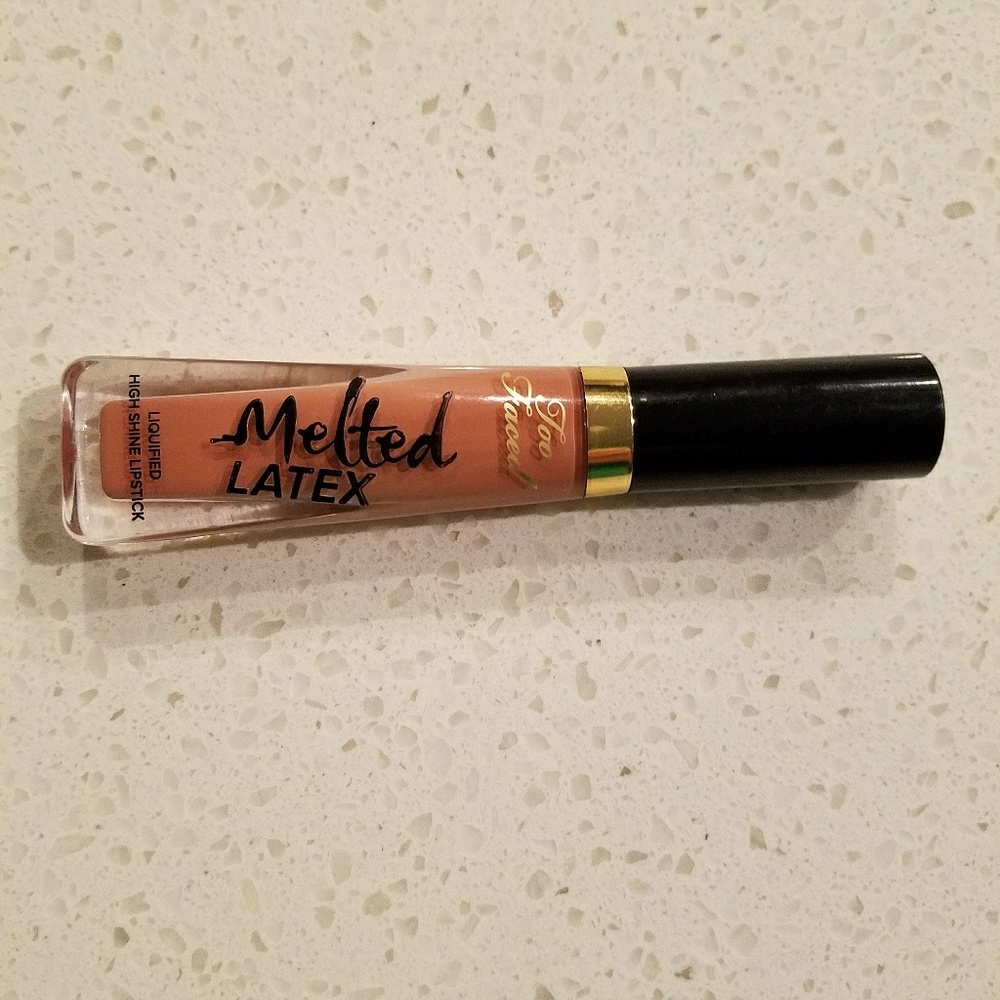 Too
Faced
Melted
LATEX
LIQUIFIED
HIGH SHINE LIPSTICK